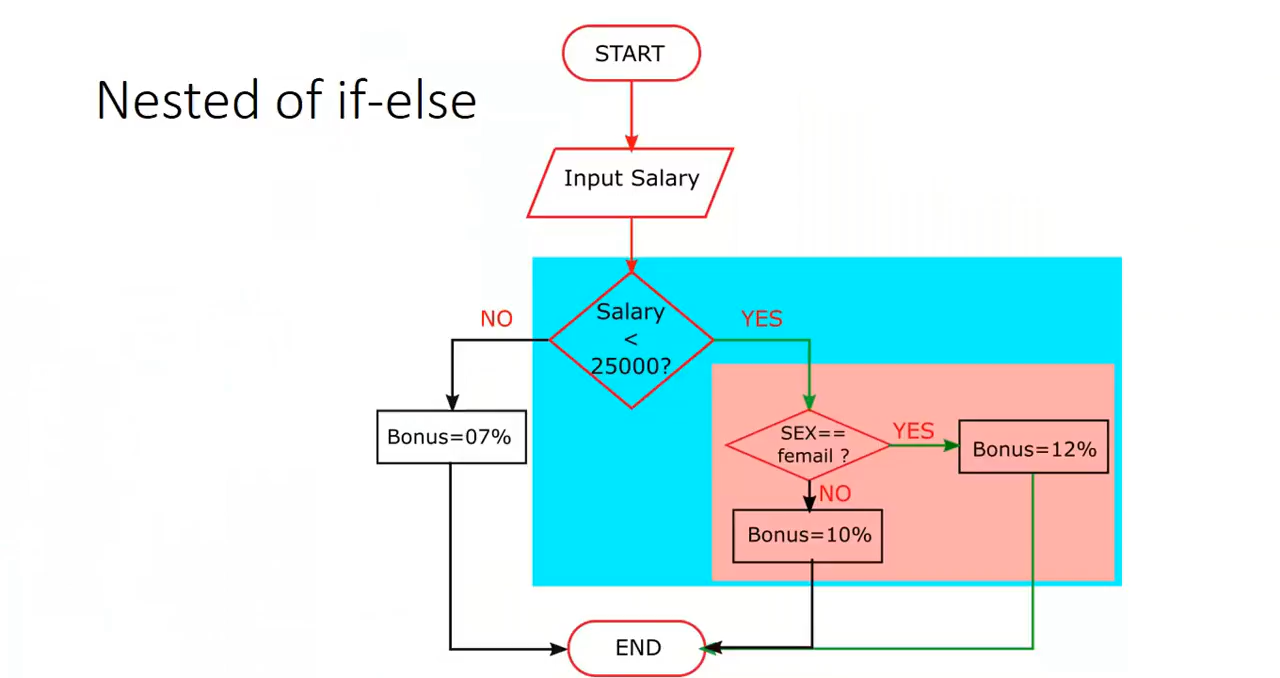 START
Nested of if-else
Input Salary
Salary
<
25000?
NO
YES
Bonus=07%
SEX==
femail ?
YES
Bonus=12%
NO
Bonus=10%
END